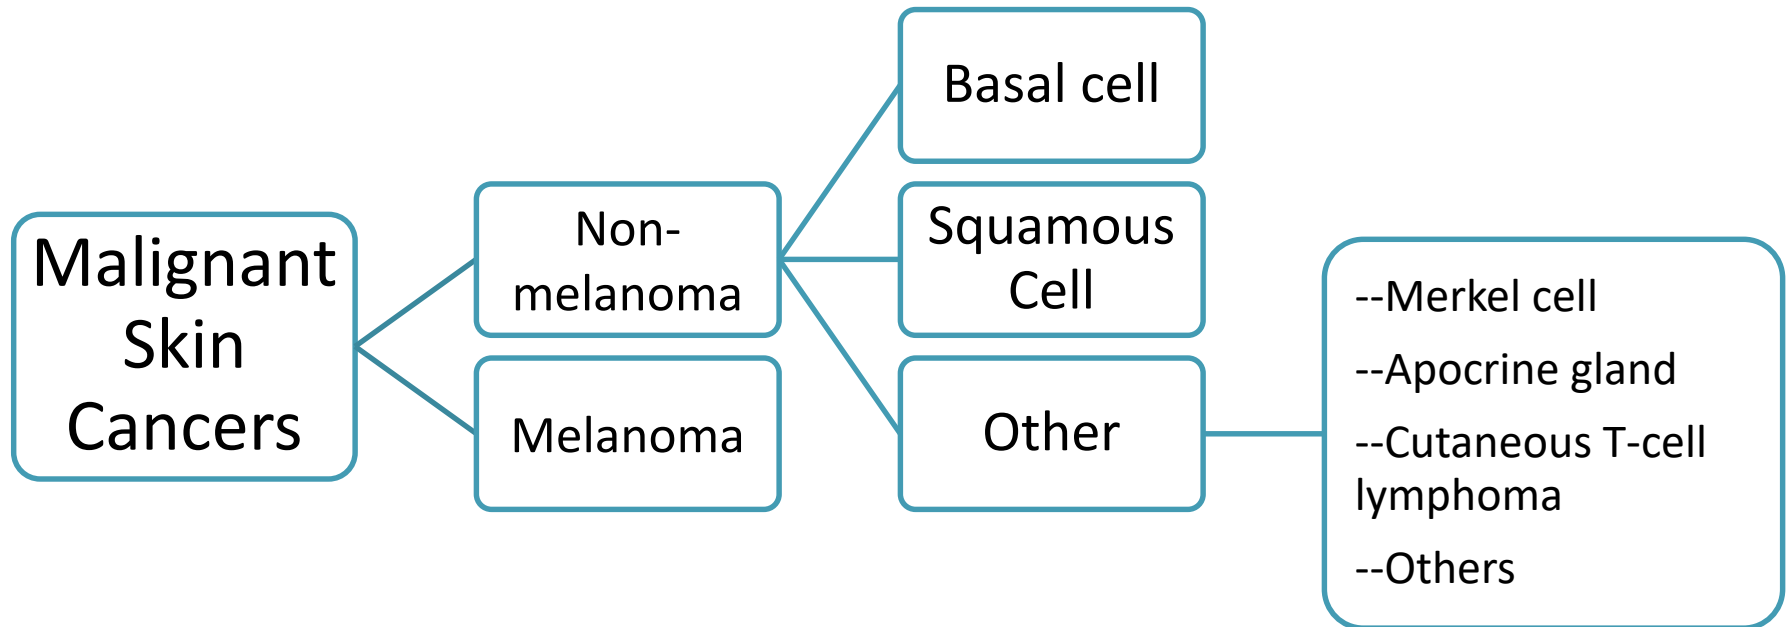 Malignant
Skin
Cancers
Non-
melanoma
Melanoma
Basal cell
Squamous
Cell
Other
--Merkel cell
--Apocrine gland
--Cutaneous T-cell
lymphoma
--Others